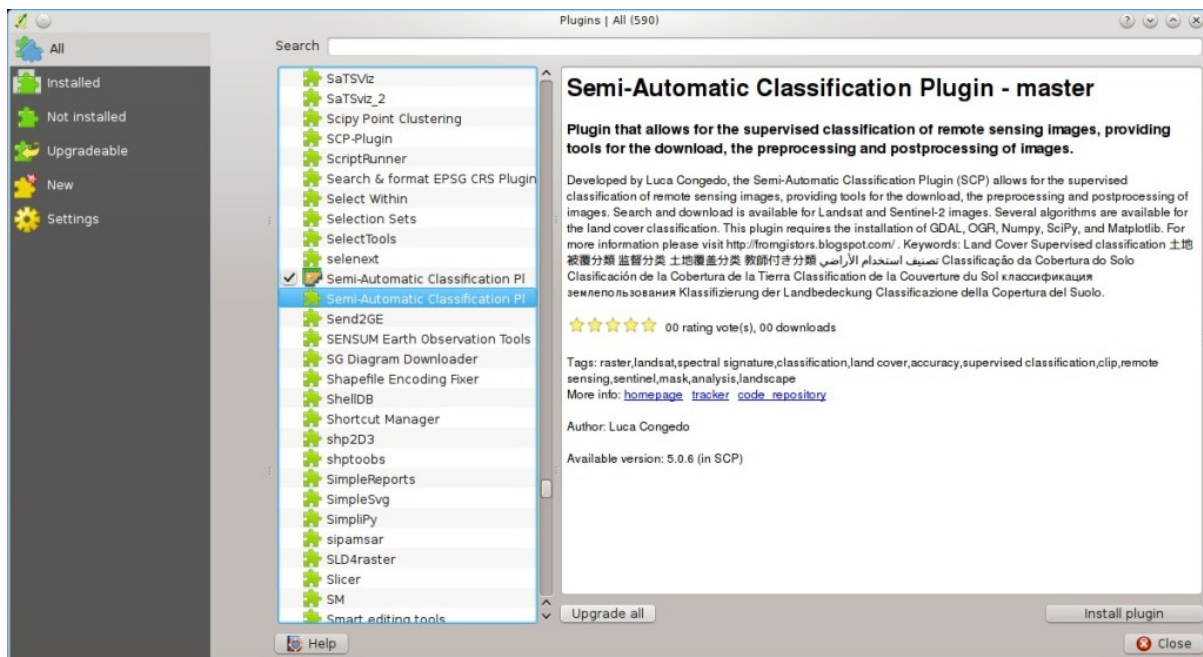 Plugins | All (590)
All
Installed
Not installed
Upgradeable
New
Settings
Search
SaTSViz
SaTSviz_2
Scipy Point Clustering
SCP-Plugin
ScriptRunner
Search & format EPSG CRS Plugin
Select Within
Selection Sets
SelectTools
selenext
Semi-Automatic Classification Pl
Semi-Automatic Classification Pl
Send2GE
SENSUM Earth Observation Tools
SG Diagram Downloader
Shapefile Encoding Fixer
ShellDB
Shortcut Manager
shp2D3
shptoobs
SimpleReports
SimpleSvg
SimpliPy
sipamsar
SLD4raster
Slicer
SM
Smart editing tools
Semi-Automatic Classification Plugin - master
Plugin that allows for the supervised classification of remote sensing images, providing
tools for the download, the preprocessing and postprocessing of images.
Developed by Luca Congedo, the Semi-Automatic Classification Plugin (SCP) allows for the supervised
classification of remote sensing images, providing tools for the download, the preprocessing and postprocessing of
images. Search and download is available for Landsat and Sentinel-2 images. Several algorithms are available for
the land cover classification. This plugin requires the installation of GDAL, OGR, Numpy, SciPy, and Matplotlib. For
more information please visit http://fromgistors.blogspot.com/ . Keywords: Land Cover Supervised classification 土地
被覆分類 监督分类 土地覆盖分类 教師付き分類 تصنيف استخدام الأراضي Classificação da Cobertura do Solo
Clasificación de la Cobertura de la Tierra Classification de la Couverture du Sol классификация
землепользования Klassifizierung der Landbedeckung Classificazione della Copertura del Suolo.
00 rating vote(s), 00 downloads
Tags: raster,landsat,spectral signature,classification,land cover,accuracy,supervised classification,clip,remote
sensing,sentinel,mask,analysis,landscape
More info: homepage tracker code_repository
Author: Luca Congedo
Available version: 5.0.6 (in SCP)
Upgrade all
Install plugin
Help
Close